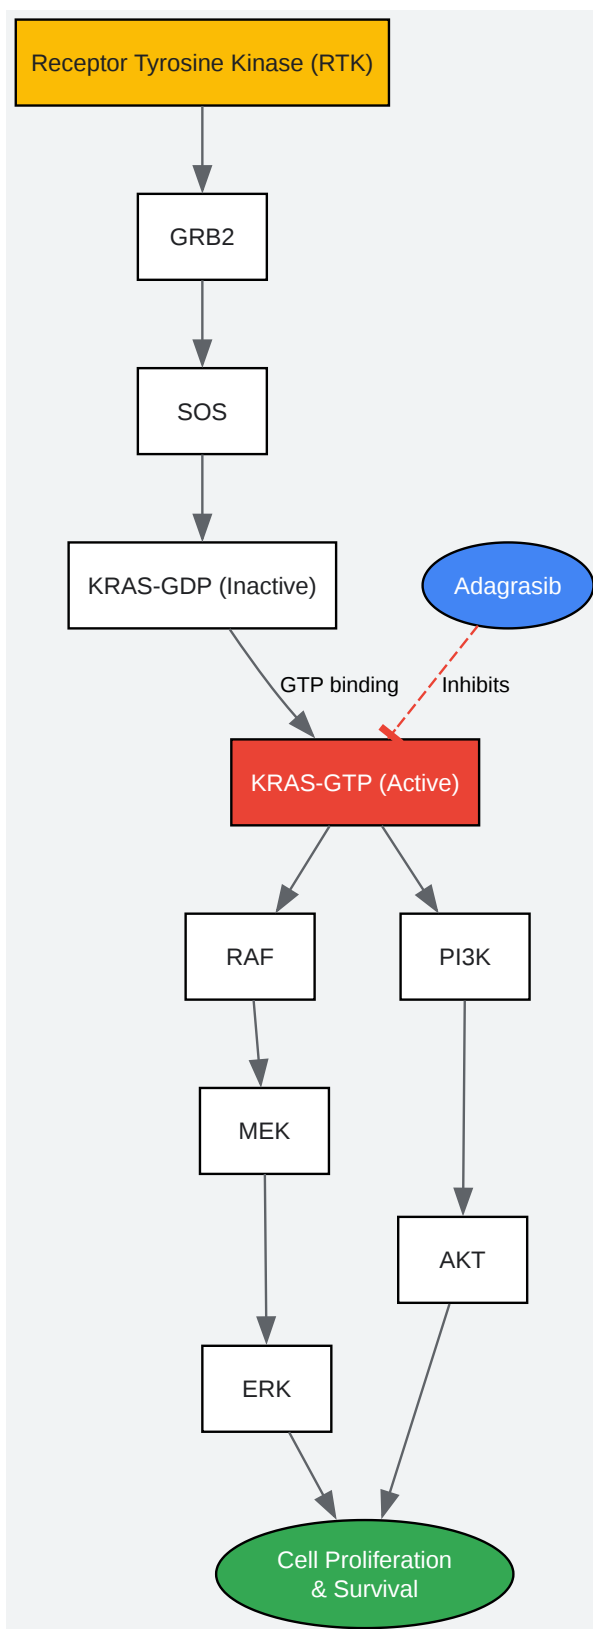 Receptor Tyrosine Kinase (RTK)
GRB2
SOS
KRAS-GDP (Inactive)
Adagrasib
GTP binding
Inhibits
KRAS-GTP (Active)
RAF
PI3K
MEK
AKT
ERK
Cell Proliferation
& Survival